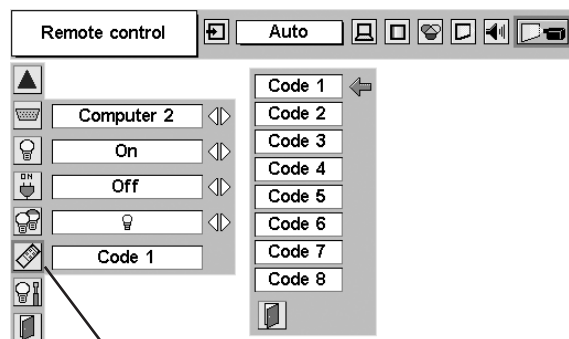 Remote control
Auto
Computer 2
On
ON
Off
Code 1
Code 1
Code 2
Code 3
Code 4
Code 5
Code 6
Code 7
Code 8